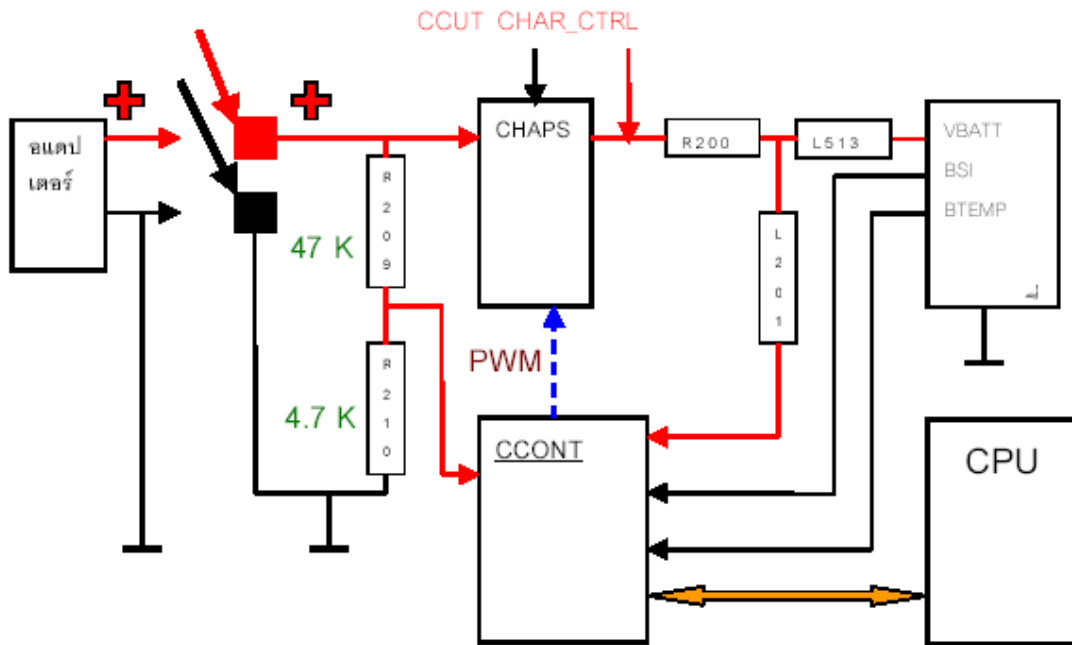 CCUT CHAR_CTRL
อแดป
เตอร์
CHAPS
R200
L513
VBATT
BSI
BTEMP
R209
47 K
L201
PWM
R210
4.7 K
CCONT
CPU